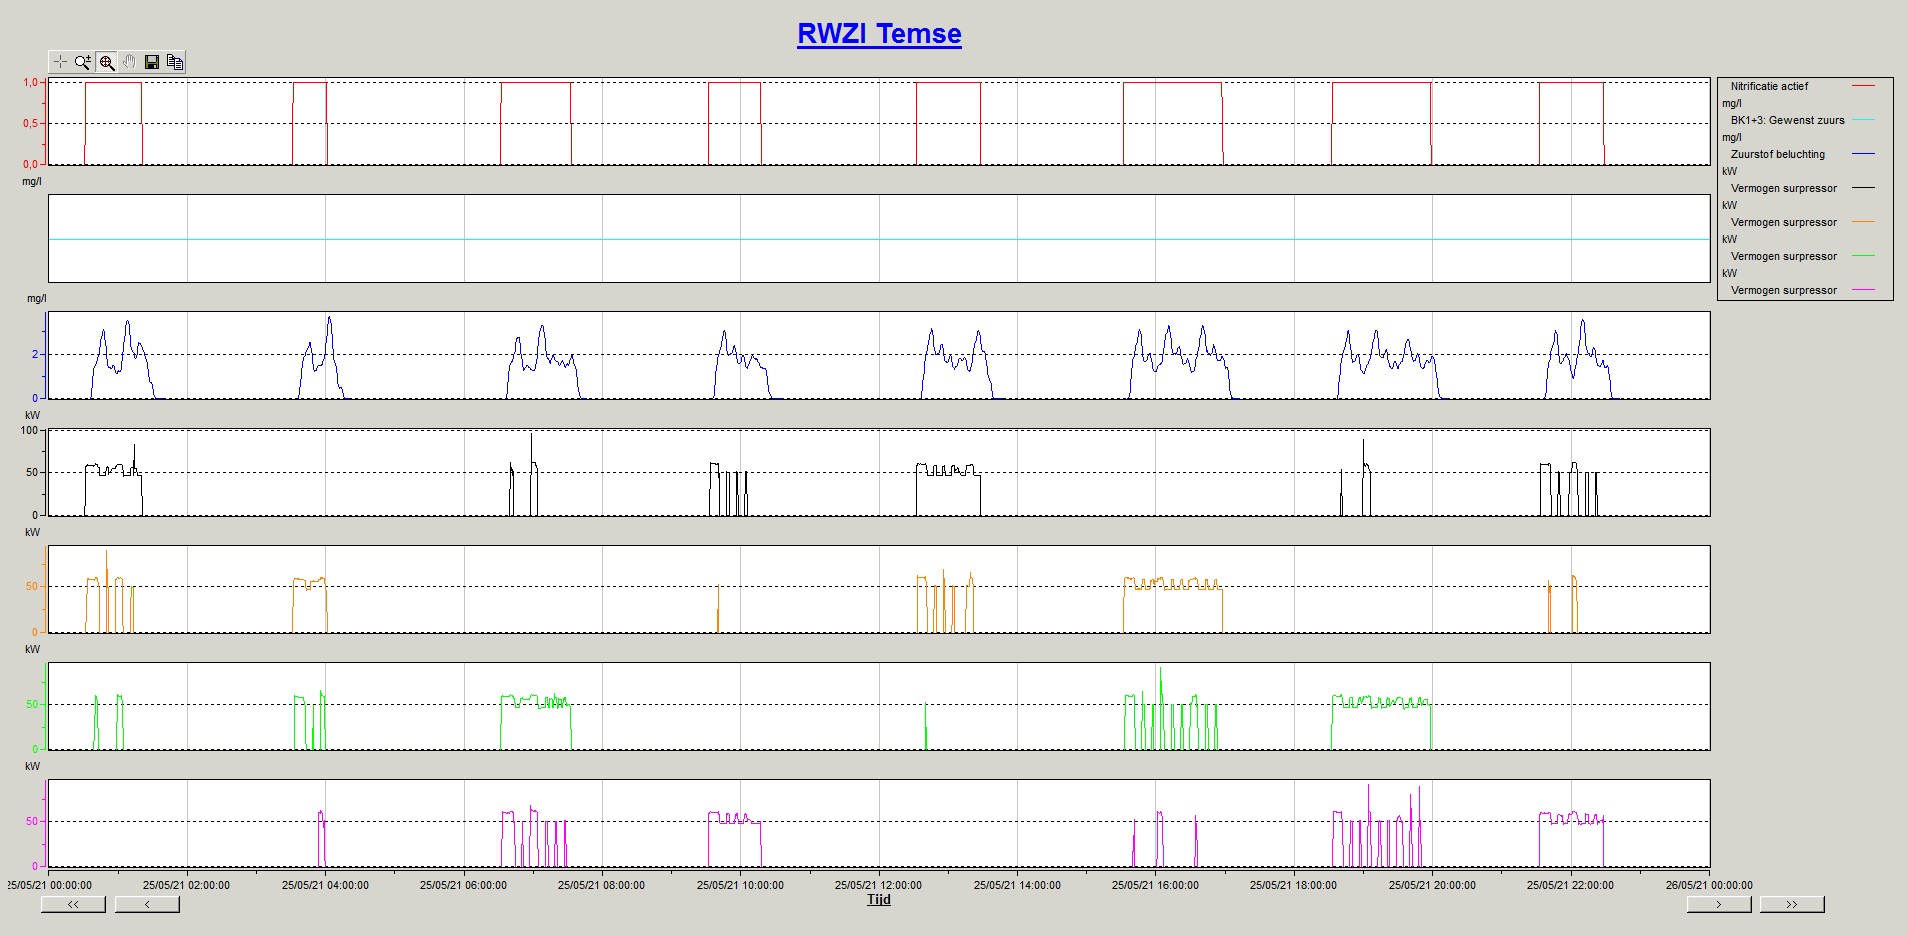 RWZI Temse
1,0
0,5
0,0
mg/l
mg/l
2
0
kW
100
50
0
kW
50
0
kW
50
0
kW
50
0
Nitrificatie actief
mg/l
BK1+3: Gewenst zuurs
mg/l
Zuurstof beluchting
kW
Vermogen surpressor
kW
Vermogen surpressor
kW
Vermogen surpressor
kW
Vermogen surpressor
25/05/21 00:00:00 25/05/21 02:00:00 25/05/21 04:00:00 25/05/21 06:00:00 25/05/21 08:00:00 25/05/21 10:00:00 25/05/21 12:00:00 25/05/21 14:00:00 25/05/21 16:00:00 25/05/21 18:00:00 25/05/21 20:00:00 25/05/21 22:00:00 26/05/21 00:00:00
<< < Tijd > >>